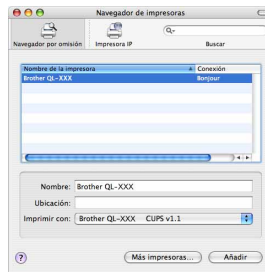 Navegador de impresoras
Navegador por omisión
Impresora IP
Buscar
Nombre de la impresora
Conexión
Brother QL-XXX
Bonjour
Nombre: Brother QL-XXX
Ubicación:
Imprimir con: Brother QL-XXX CUPS v1.1
? Más impresoras... Añadir